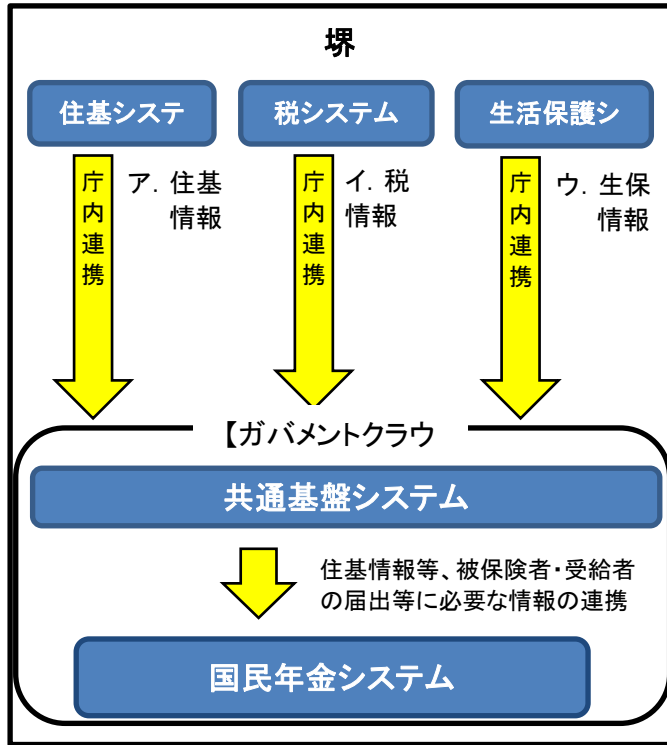 堺
住基システ
税システム
生活保護シ
庁内連携
ア．住基
情報
庁内連携
イ．税
情報
庁内連携
ウ．生保
情報
【ガバメントクラウ
共通基盤システム
住基情報等、被保険者・受給者
の届出等に必要な情報の連携
国民年金システム